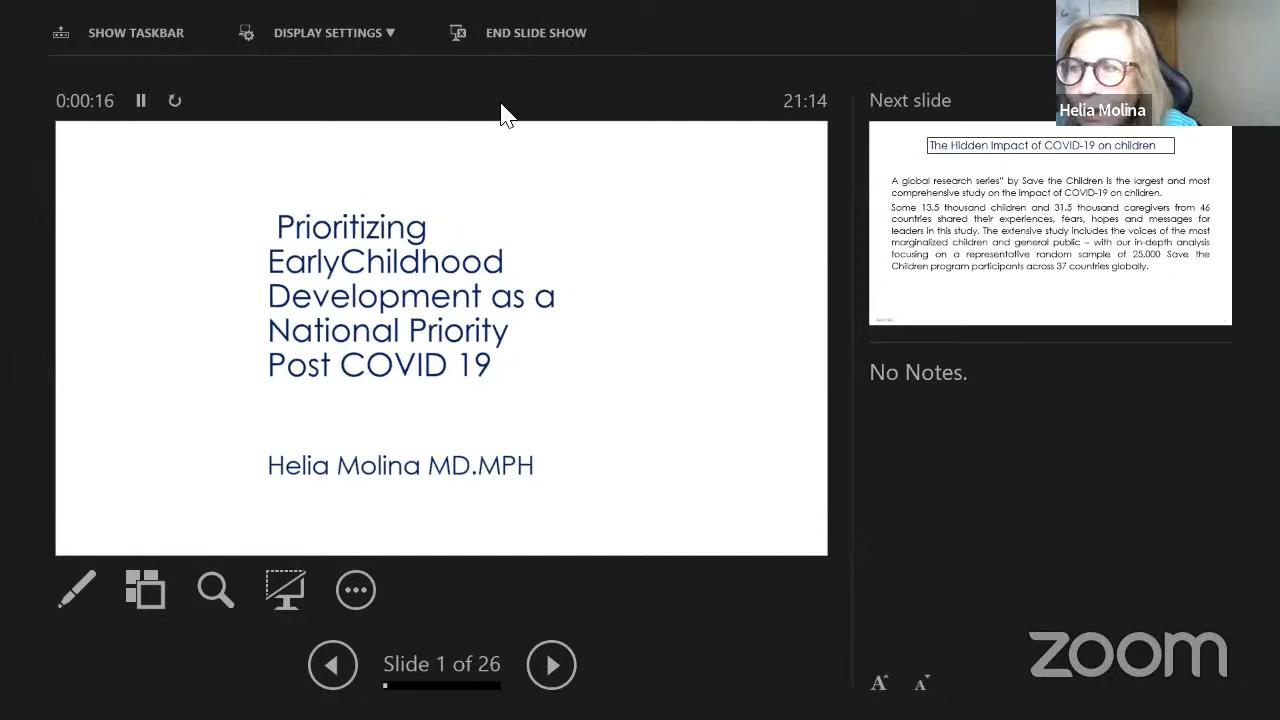 SHOW TASKBAR
DISPLAY SETTINGS ▼
END SLIDE SHOW
Helia Molina
0:00:16
21:14
Next slide
Prioritizing
EarlyChildhood
Development as a
National Priority
Post COVID 19
Helia Molina MD.MPH
The Hidden Impact of COVID-19 on children
A global research series" by Save the Children is the largest and most
comprehensive study on the impact of COVID-19 on children.
Some 13.5 thousand children and 31.5 thousand caregivers from 46
countries shared their experiences, fears, hopes and messages for
leaders in this study. The extensive study includes the voices of the most
marginalized children and general public – with our in-depth analysis
focusing on a representative random sample of 25,000 Save the
Children program participants across 37 countries globally.
No Notes.
Slide 1 of 26
A A
zoom